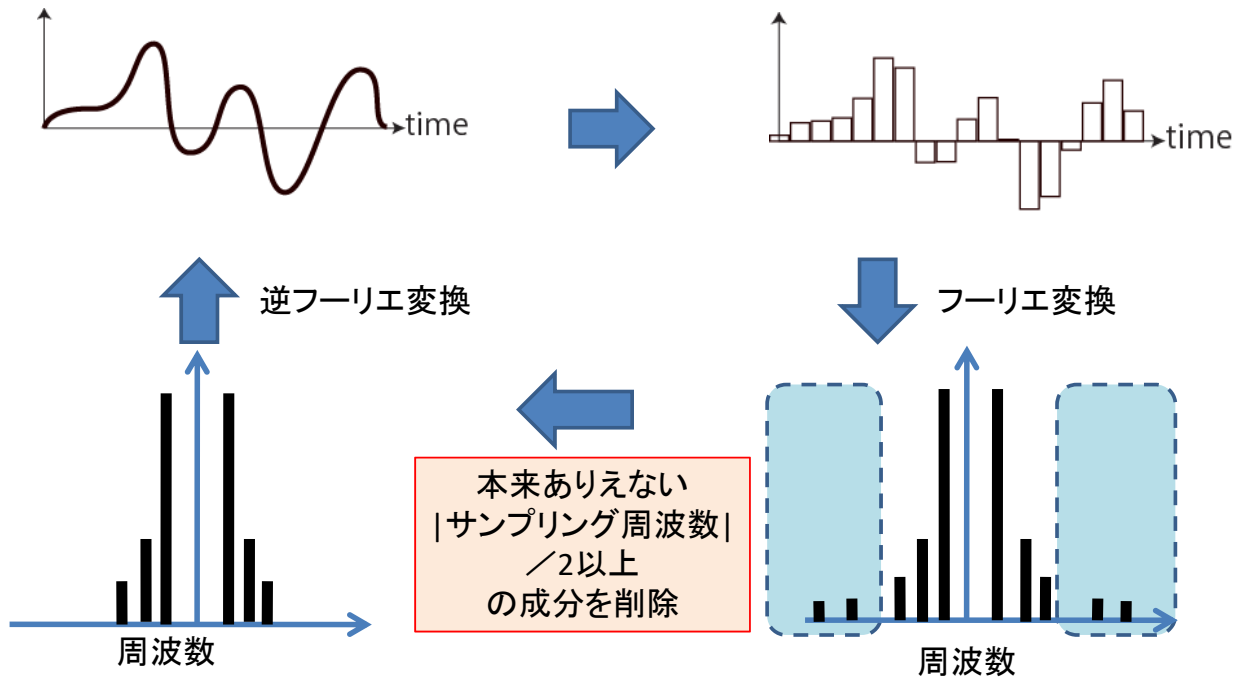 time
time
逆フーリエ変換
フーリエ変換
本来ありえない
|サンプリング周波数|
／2以上
の成分を削除
周波数
周波数